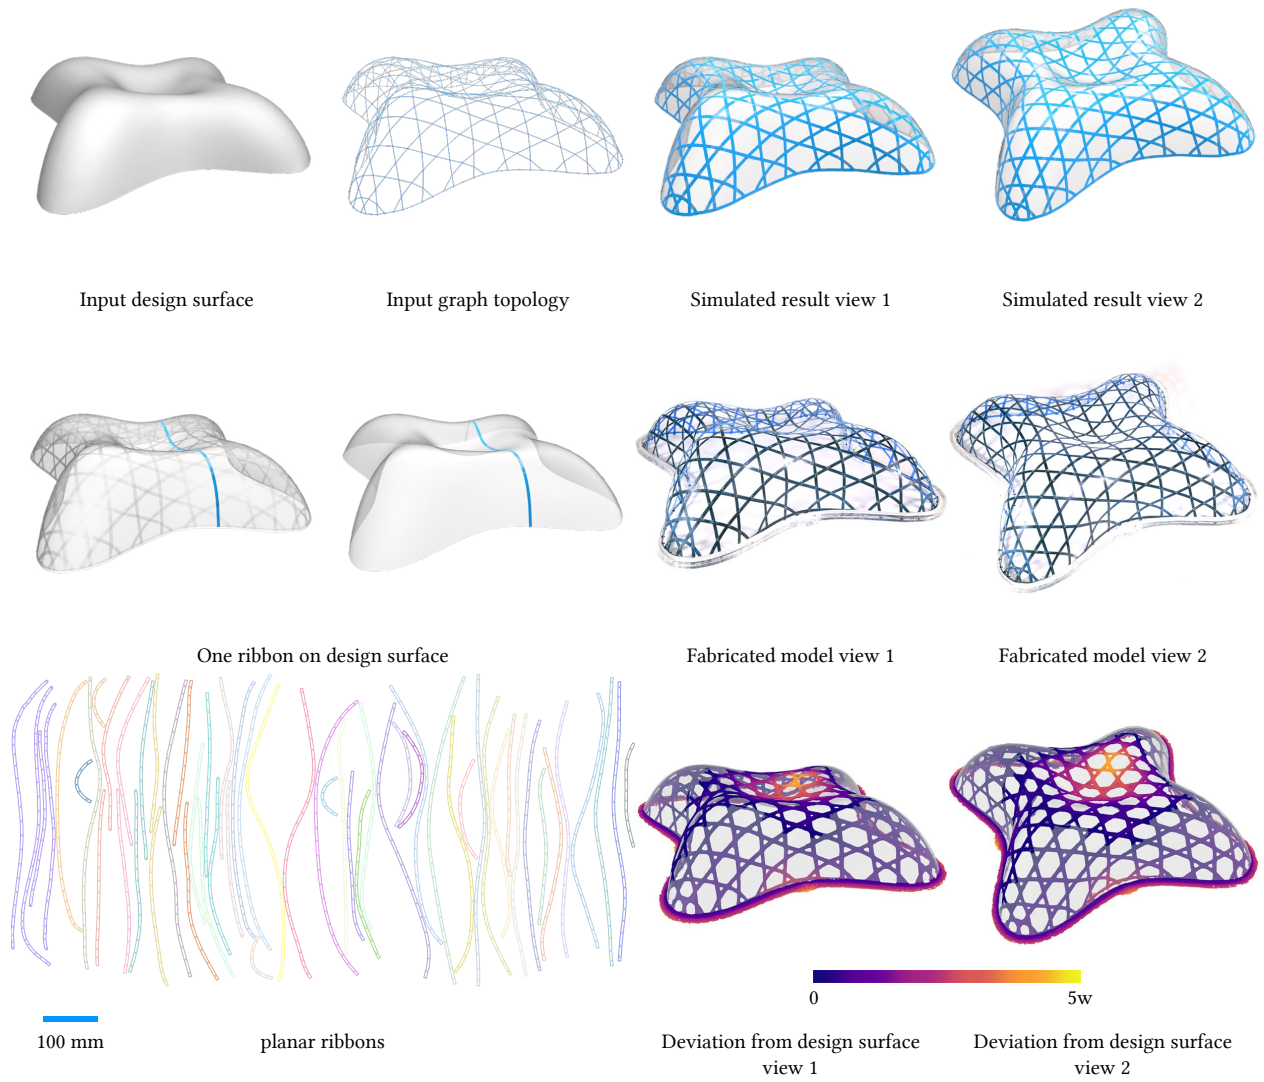 Input design surface
Input graph topology
Simulated result view 1
Simulated result view 2
One ribbon on design surface
Fabricated model view 1
Fabricated model view 2
0
5w
100 mm
planar ribbons
Deviation from design surface
view 1
Deviation from design surface
view 2